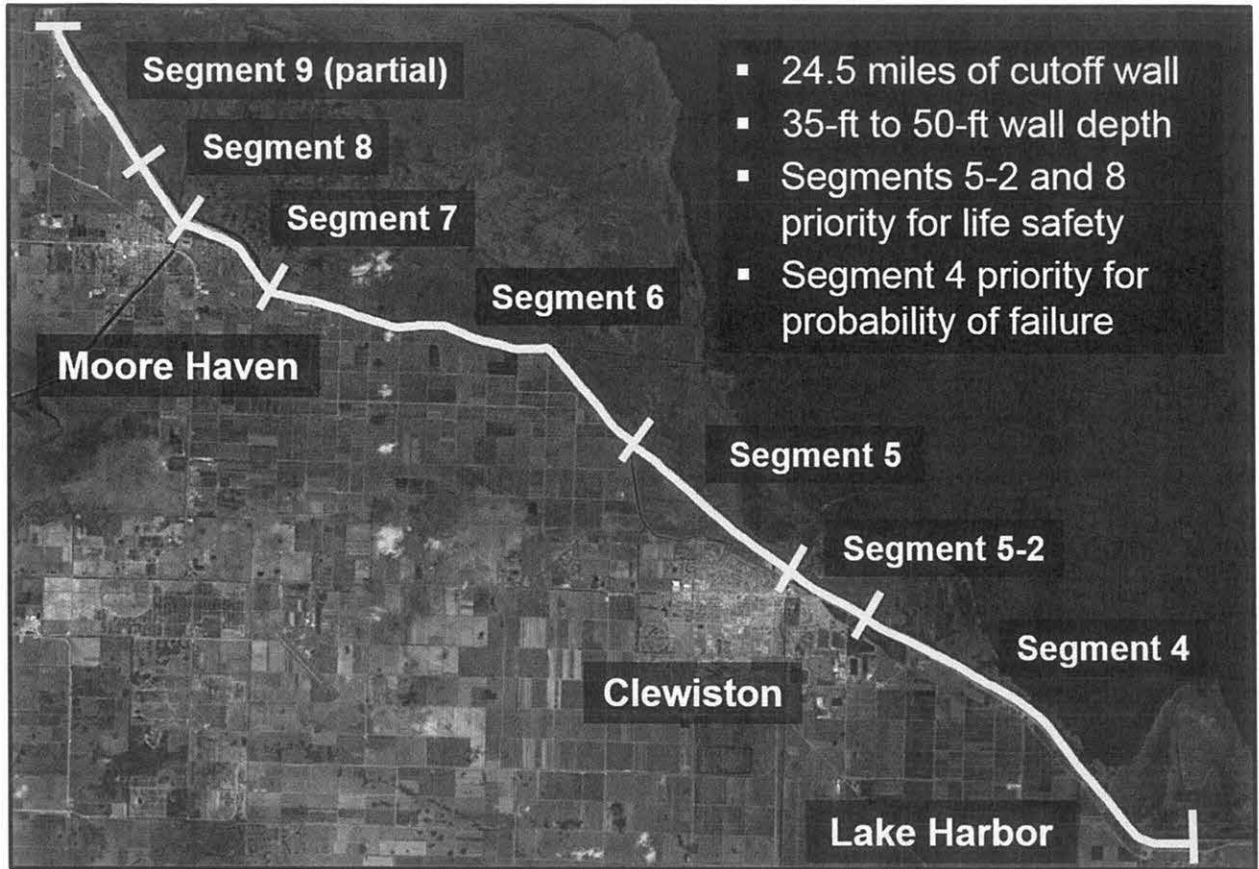 Segment 9 (partial)
Segment 8
Segment 7
Segment 6
Moore Haven
Segment 5
Segment 5-2
Segment 4
Clewiston
Lake Harbor
▪ 24.5 miles of cutoff wall
▪ 35-ft to 50-ft wall depth
▪ Segments 5-2 and 8
priority for life safety
▪ Segment 4 priority for
probability of failure